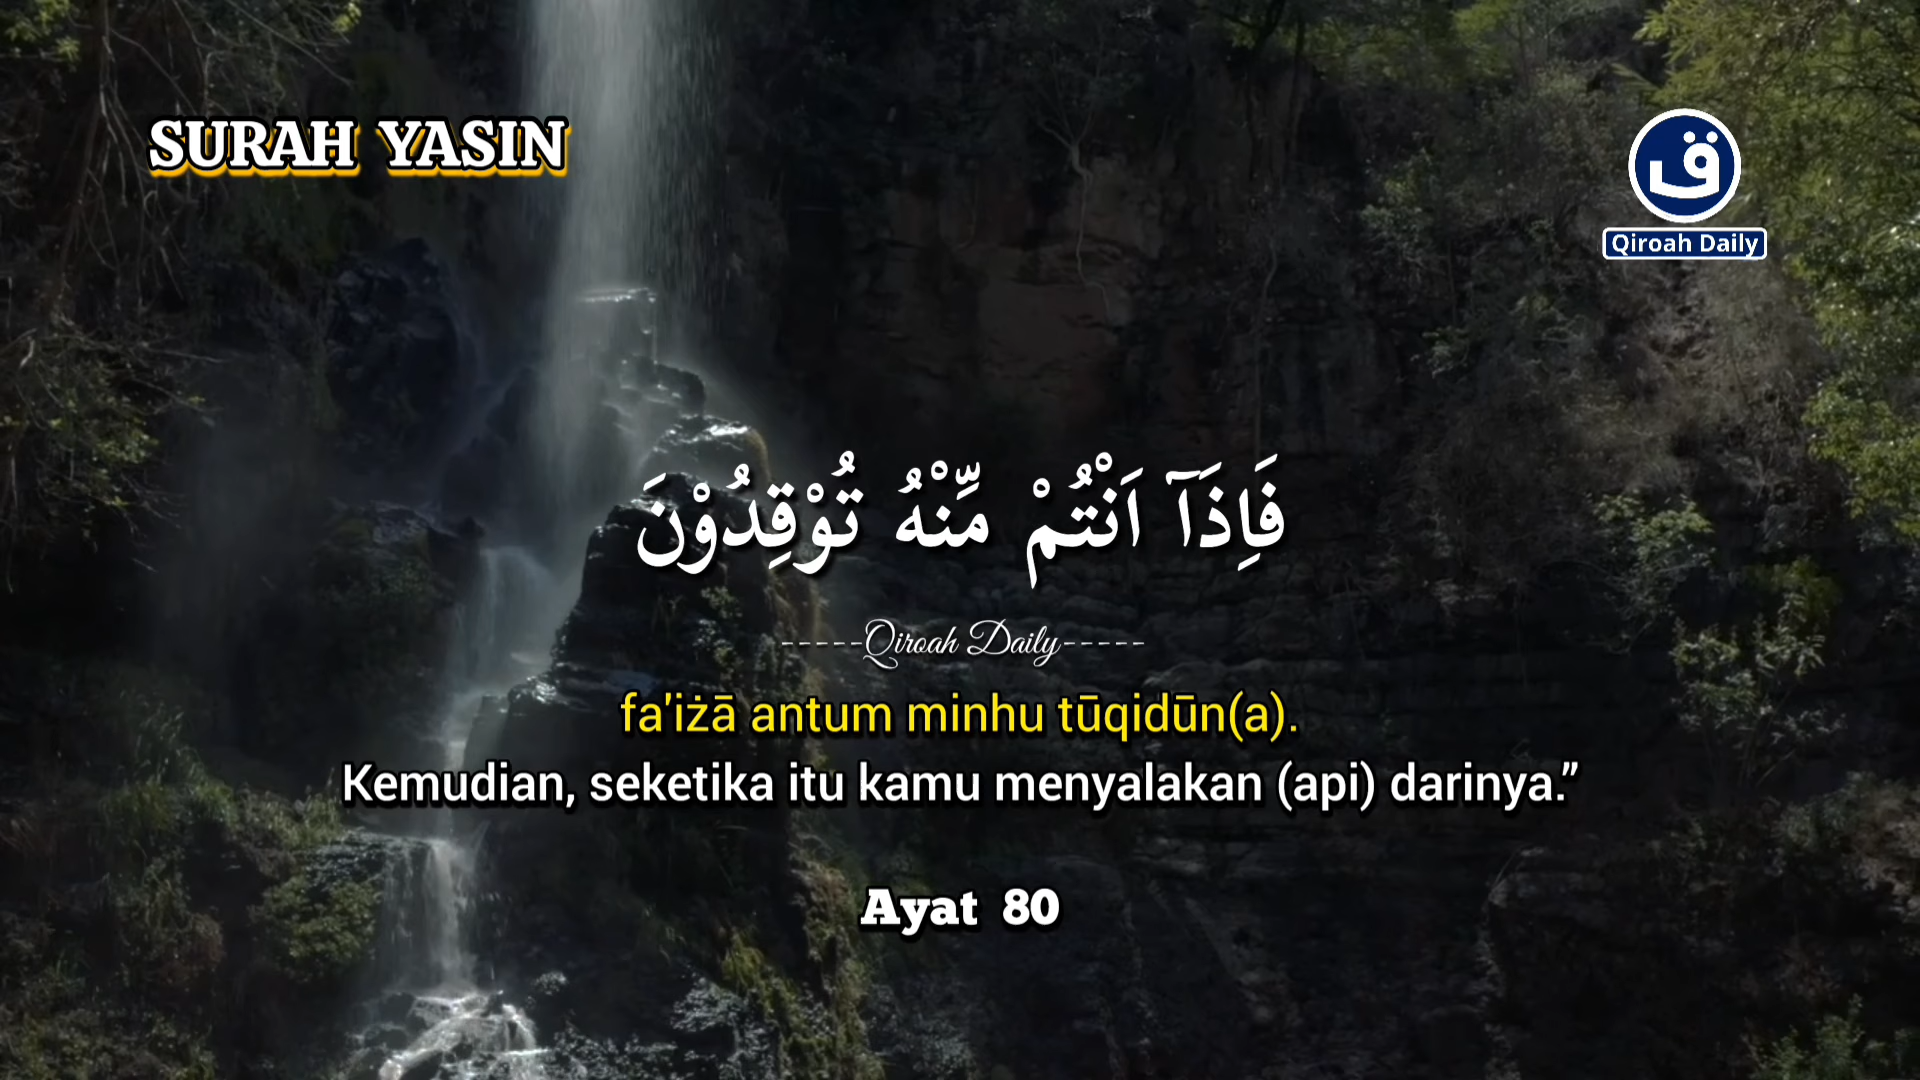 SURAH YASIN
ق
Qiroah Daily
فَاِذَآ اَنْتُمْ مِّنْهُ تُوْقِدُوْنَ
-----Qiroah Daily-----
fa'iżā antum minhu tūqidūn(a).
Kemudian, seketika itu kamu menyalakan (api) darinya.”
Ayat 80